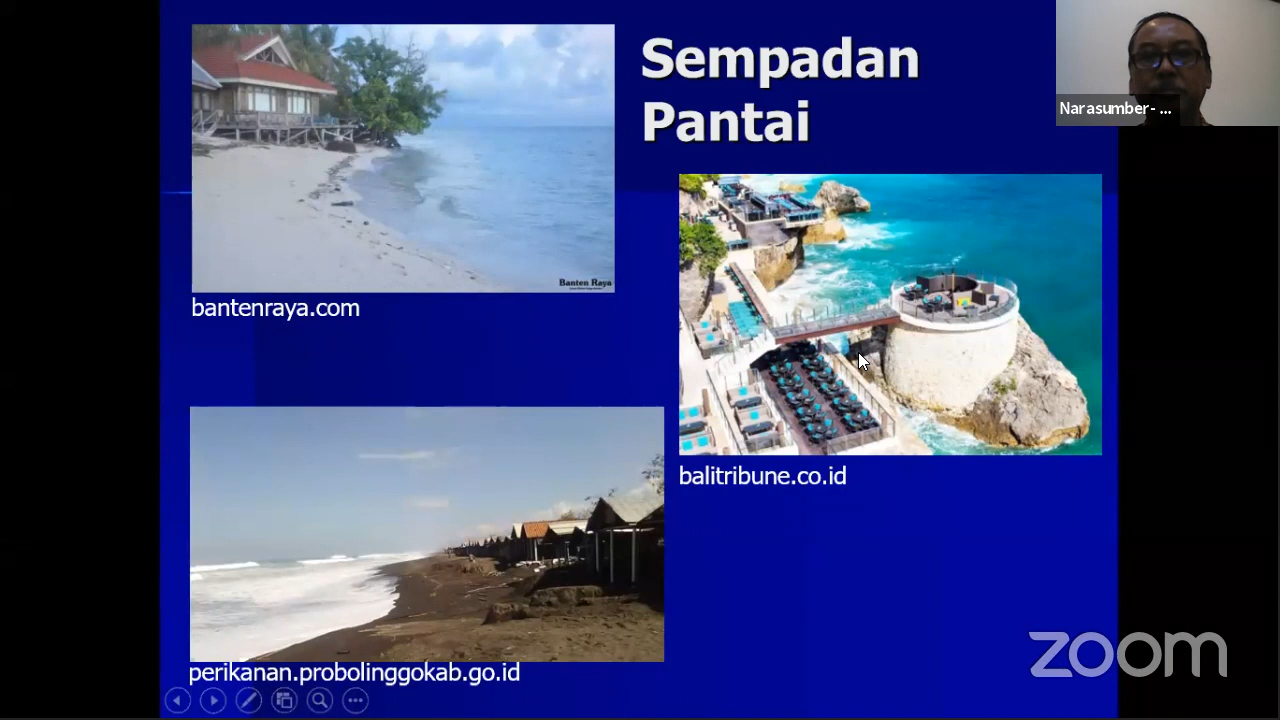 Sempadan
Pantai
Narasumber- ...
Banten Raya
bantenraya.com
balitribune.co.id
perikanan.probolinggokab.go.id
zoom